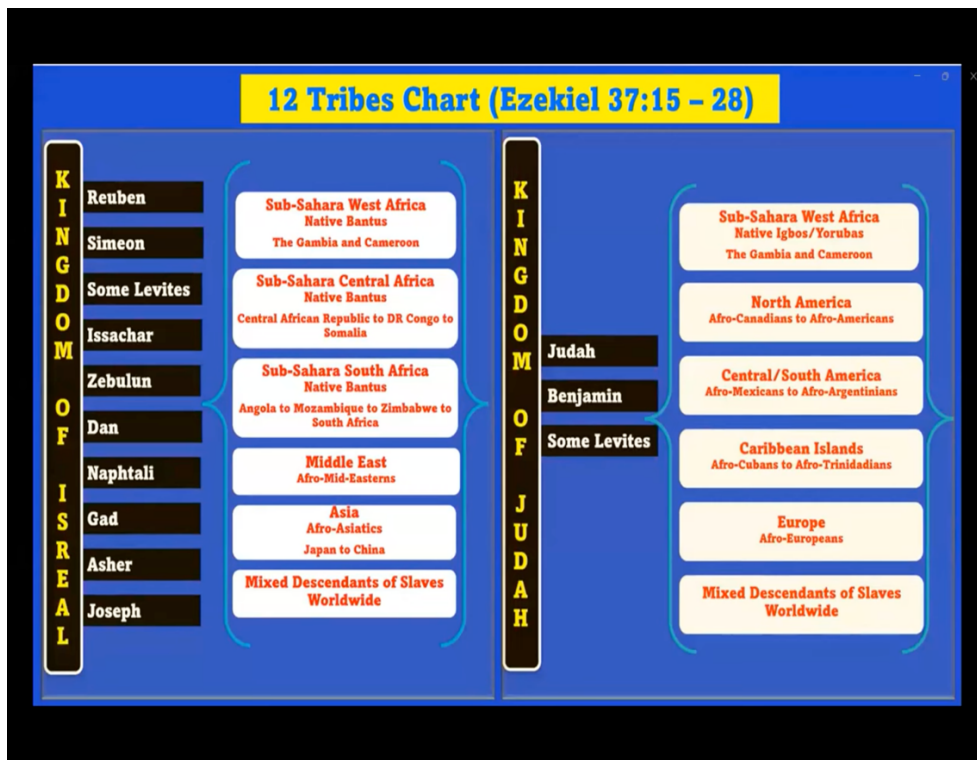 12 Tribes Chart (Ezekiel 37:15 – 28)
KINGDOM OF ISREAL
Reuben
Simeon
Some Levites
Issachar
Zebulun
Dan
Naphtali
Gad
Asher
Joseph
Sub-Sahara West Africa
Native Bantus
The Gambia and Cameroon
Sub-Sahara Central Africa
Native Bantus
Central African Republic to DR Congo to
Somalia
Sub-Sahara South Africa
Native Bantus
Angola to Mozambique to Zimbabwe to
South Africa
Middle East
Afro-Mid-Easterns
Asia
Afro-Asiatics
Japan to China
Mixed Descendants of Slaves
Worldwide
KINGDOM OF JUDAH
Judah
Benjamin
Some Levites
Sub-Sahara West Africa
Native Igbos/Yorubas
The Gambia and Cameroon
North America
Afro-Canadians to Afro-Americans
Central/South America
Afro-Mexicans to Afro-Argentinians
Caribbean Islands
Afro-Cubans to Afro-Trinidadians
Europe
Afro-Europeans
Mixed Descendants of Slaves
Worldwide